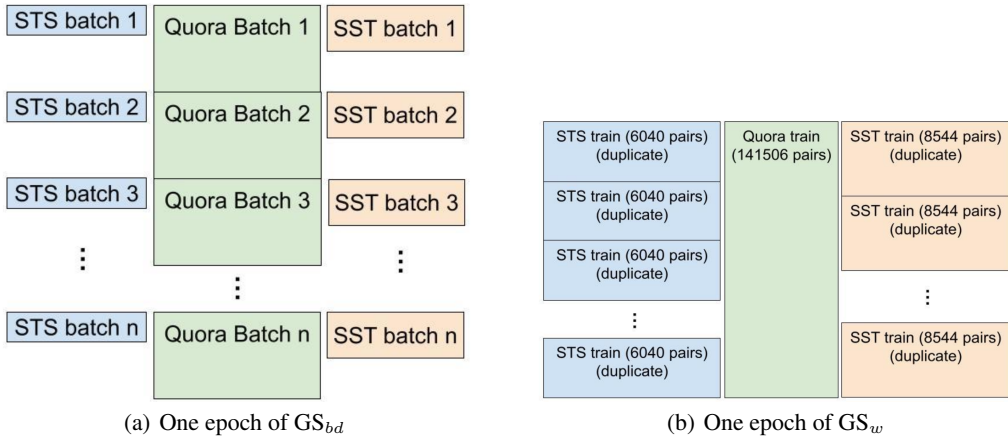 STS batch 1
Quora Batch 1
SST batch 1
STS batch 2
Quora Batch 2
SST batch 2
STS batch 3
Quora Batch 3
SST batch 3
⋮
⋮
⋮
STS batch n
Quora Batch n
SST batch n
(a) One epoch of GS_bd
STS train (6040 pairs)
(duplicate)
STS train (6040 pairs)
(duplicate)
STS train (6040 pairs)
(duplicate)
⋮
STS train (6040 pairs)
(duplicate)
Quora train
(141506 pairs)
SST train (8544 pairs)
(duplicate)
SST train (8544 pairs)
(duplicate)
⋮
SST train (8544 pairs)
(duplicate)
(b) One epoch of GS_w